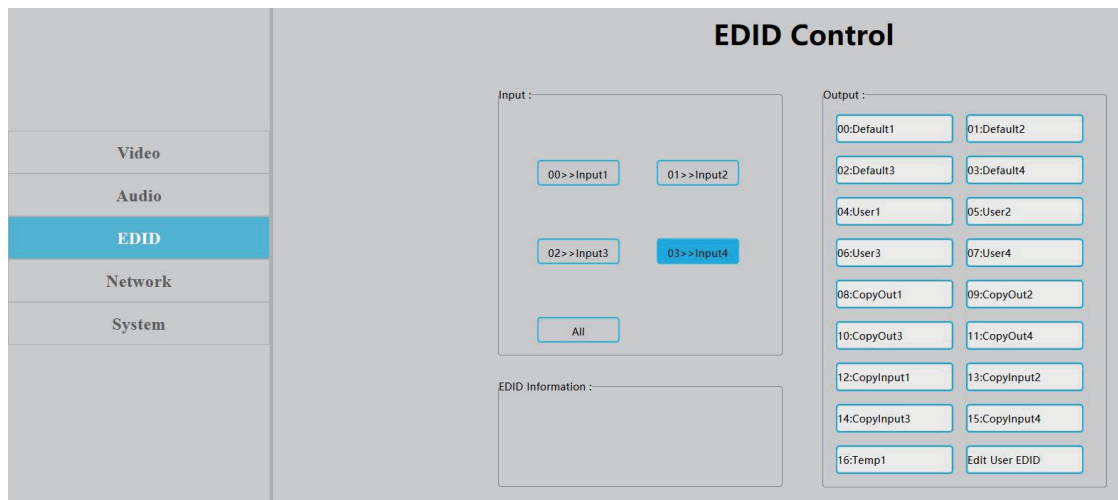 EDID Control
Video
Audio
EDID
Network
System
Input :
00>>Input1
01>>Input2
02>>Input3
03>>Input4
All
EDID Information :
Output :
00:Default1
01:Default2
02:Default3
03:Default4
04:User1
05:User2
06:User3
07:User4
08:CopyOut1
09:CopyOut2
10:CopyOut3
11:CopyOut4
12:CopyInput1
13:CopyInput2
14:CopyInput3
15:CopyInput4
16:Temp1
Edit User EDID